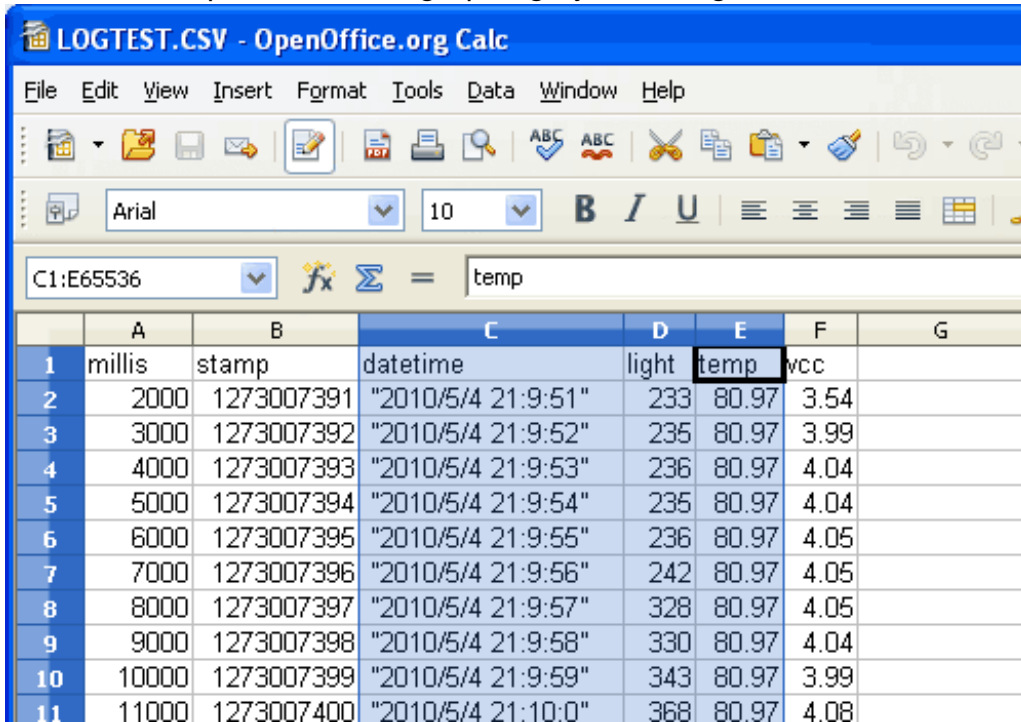 LOGTEST.CSV - OpenOffice.org Calc
File Edit View Insert Format Tools Data Window Help
PDF ABC ABC
Arial 10 B I U
C1:E65536 fx Σ = temp
A B C D E F G
1 millis stamp datetime light temp vcc
2 2000 1273007391 "2010/5/4 21:9:51" 233 80.97 3.54
3 3000 1273007392 "2010/5/4 21:9:52" 235 80.97 3.99
4 4000 1273007393 "2010/5/4 21:9:53" 236 80.97 4.04
5 5000 1273007394 "2010/5/4 21:9:54" 235 80.97 4.04
6 6000 1273007395 "2010/5/4 21:9:55" 236 80.97 4.05
7 7000 1273007396 "2010/5/4 21:9:56" 242 80.97 4.05
8 8000 1273007397 "2010/5/4 21:9:57" 328 80.97 4.05
9 9000 1273007398 "2010/5/4 21:9:58" 330 80.97 4.04
10 10000 1273007399 "2010/5/4 21:9:59" 343 80.97 3.99
11 11000 1273007400 "2010/5/4 21:10:0" 368 80.97 4.08